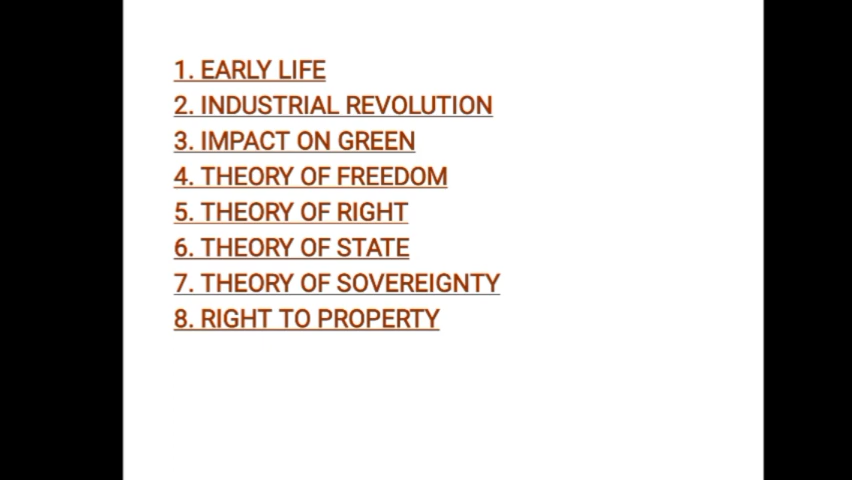 1. EARLY LIFE
2. INDUSTRIAL REVOLUTION
3. IMPACT ON GREEN
4. THEORY OF FREEDOM
5. THEORY OF RIGHT
6. THEORY OF STATE
7. THEORY OF SOVEREIGNTY
8. RIGHT TO PROPERTY